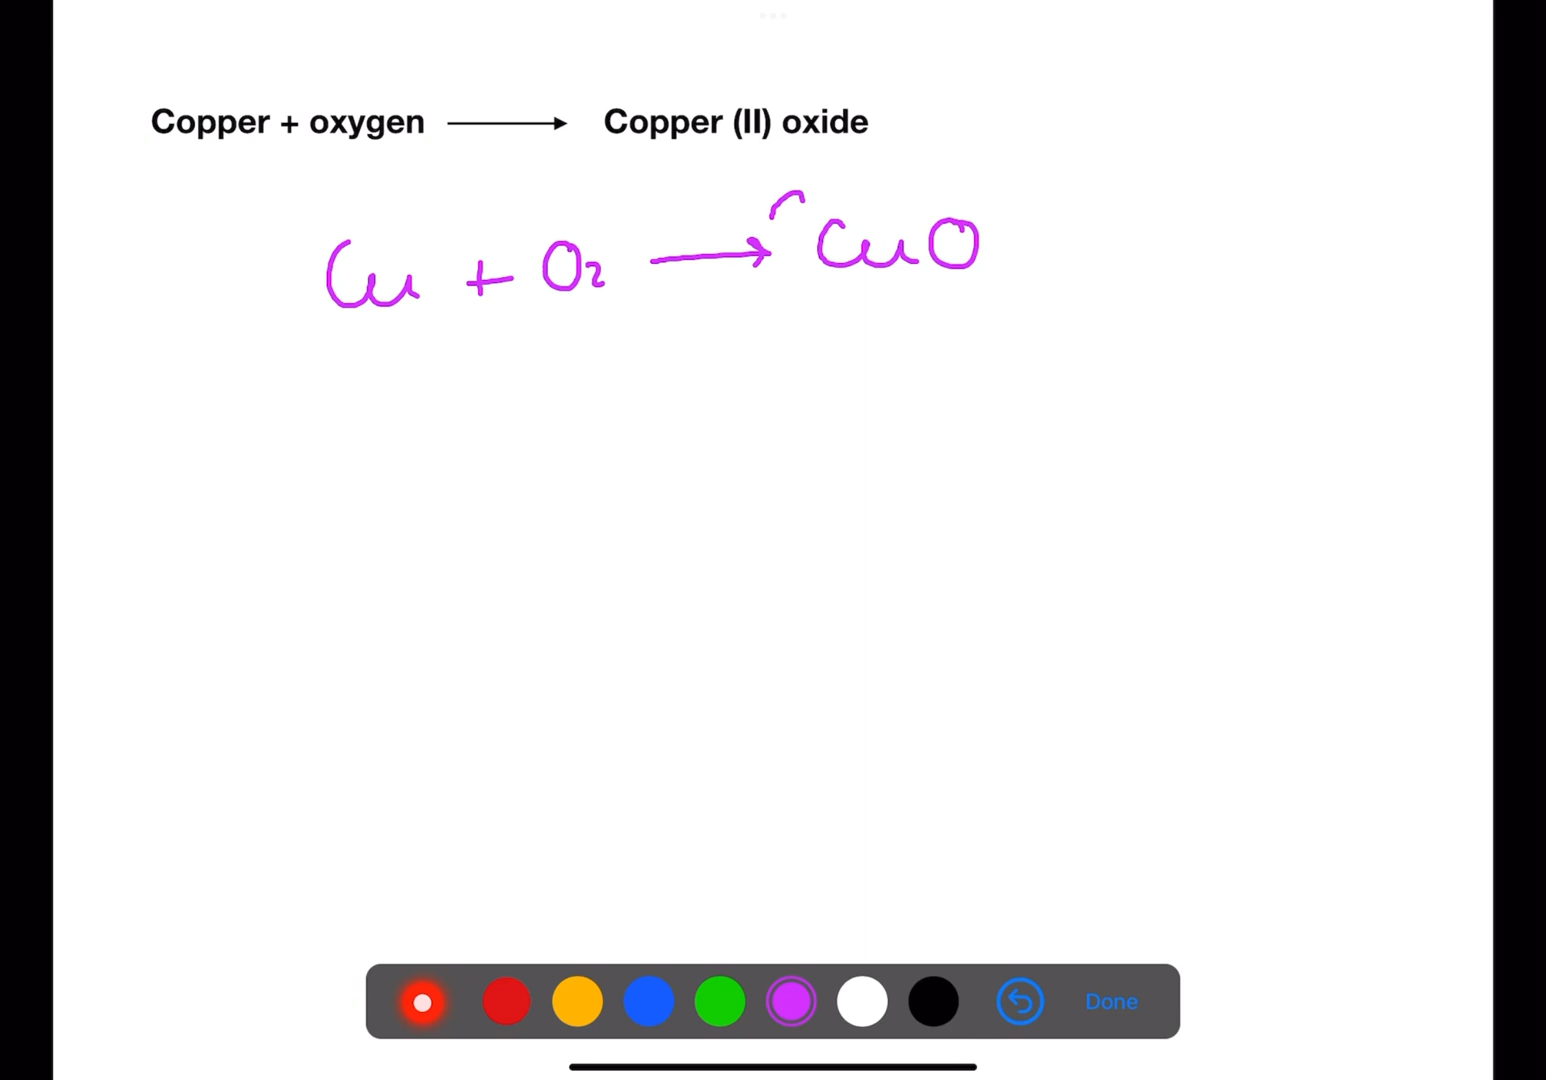 Copper + oxygen ⟶ Copper (II) oxide
Cu + O₂ → CuO
Done